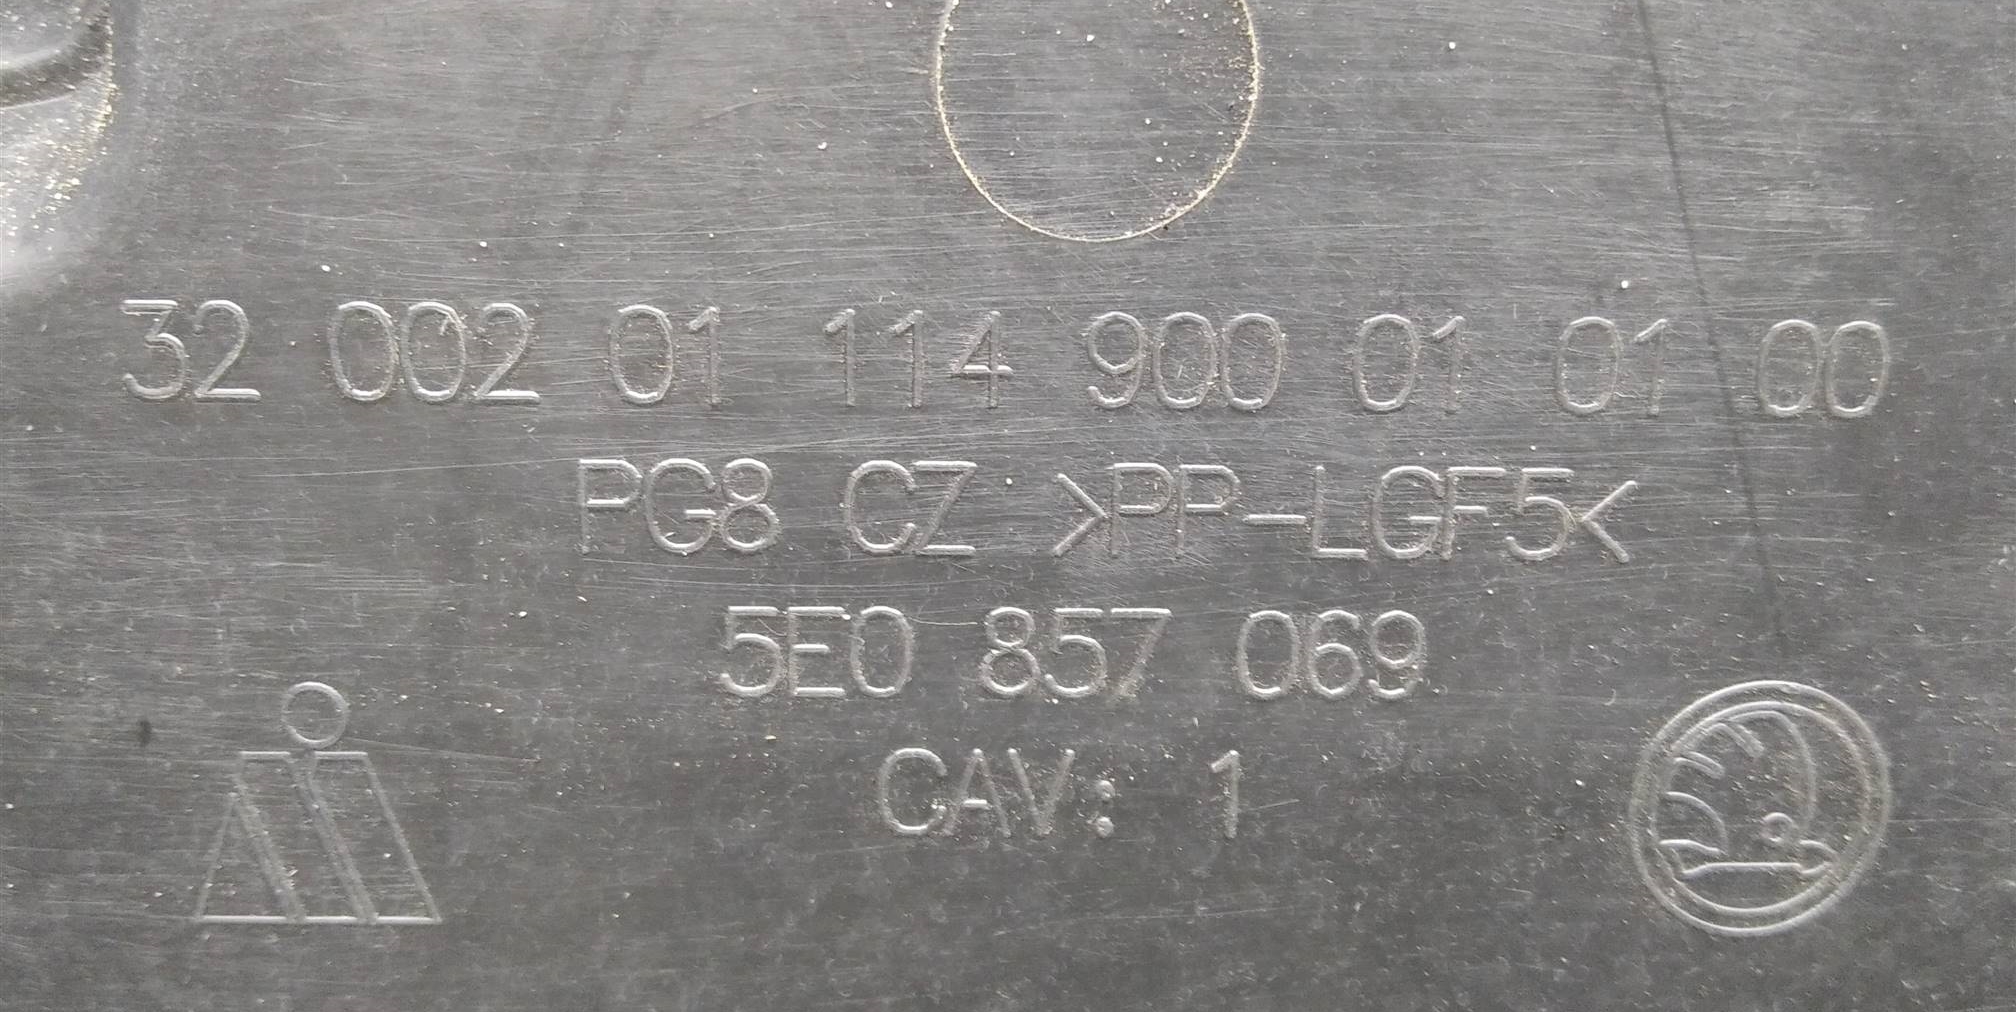 32 002 01 114 900 01 01 00
PG8 CZ >PP-LGF5<
5E0 857 069
CAV: 1